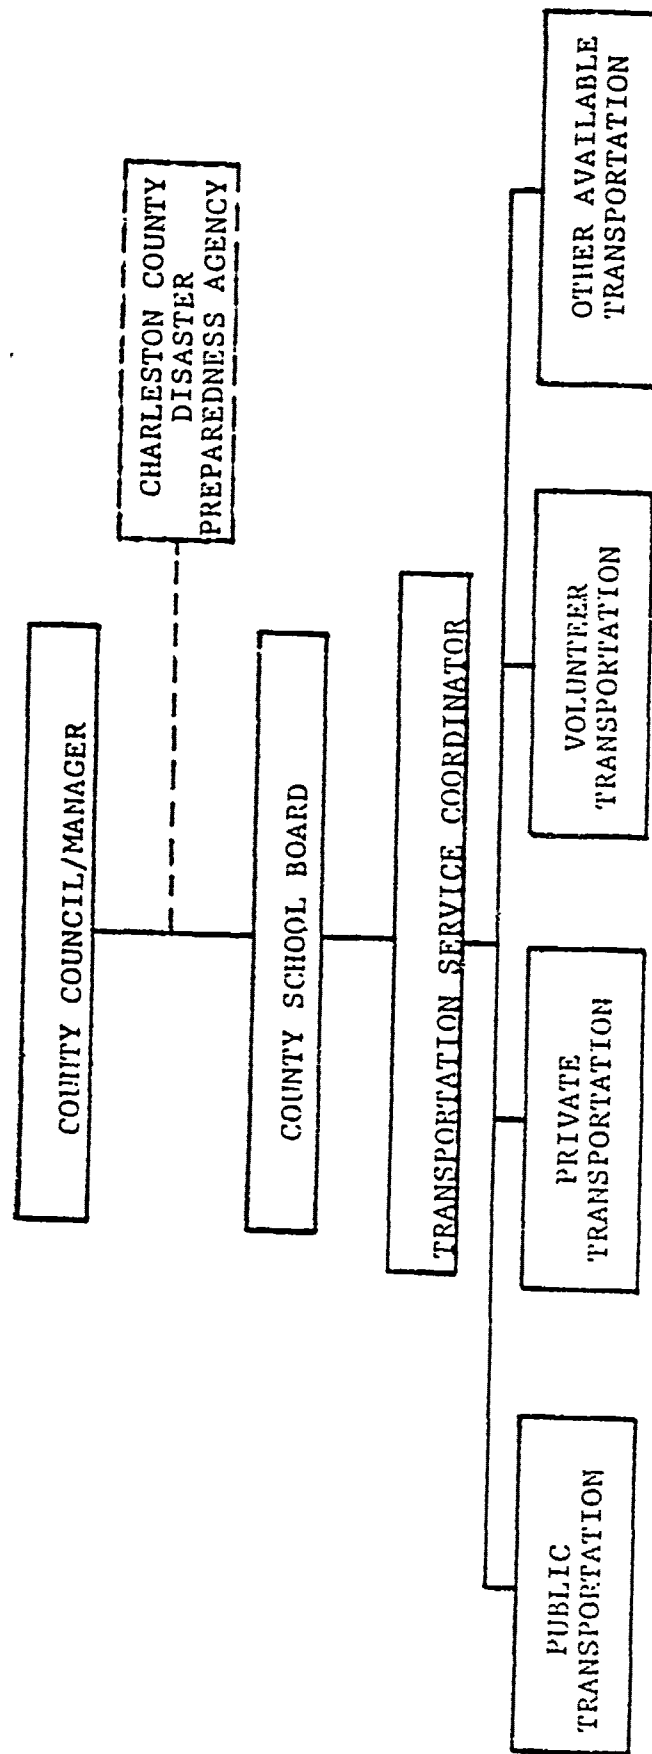 COUNTY COUNCIL/MANAGER
CHARLESTON COUNTY
DISASTER
PREPAREDNESS AGENCY
COUNTY SCHOOL BOARD
TRANSPORTATION SERVICE COORDINATOR
PUBLIC
TRANSPORTATION
PRIVATE
TRANSPORTATION
VOLUNTEER
TRANSPORTATION
OTHER AVAILABLE
TRANSPORTATION